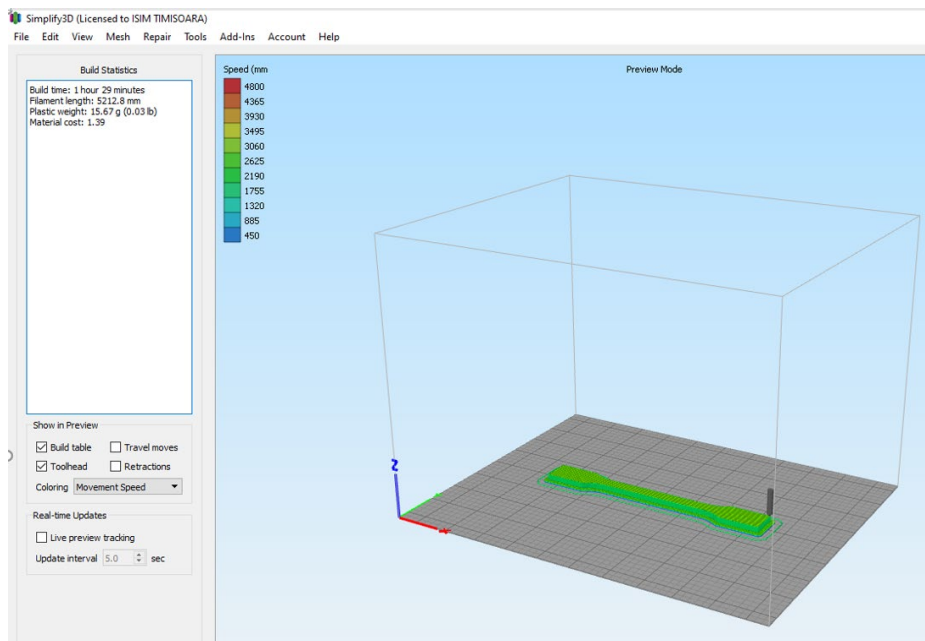 Simplify3D (Licensed to ISIM TIMISOARA)
File Edit View Mesh Repair Tools Add-Ins Account Help
Build Statistics
Build time: 1 hour 29 minutes
Filament length: 5212.8 mm
Plastic weight: 15.67 g (0.03 lb)
Material cost: 1.39
Show in Preview
Build table Travel moves
Toolhead Retractions
Coloring Movement Speed
Real-time Updates
Live preview tracking
Update interval 5.0 sec
Speed (mm
4800
4365
3930
3495
3060
2625
2190
1755
1320
885
450
Preview Mode
Z